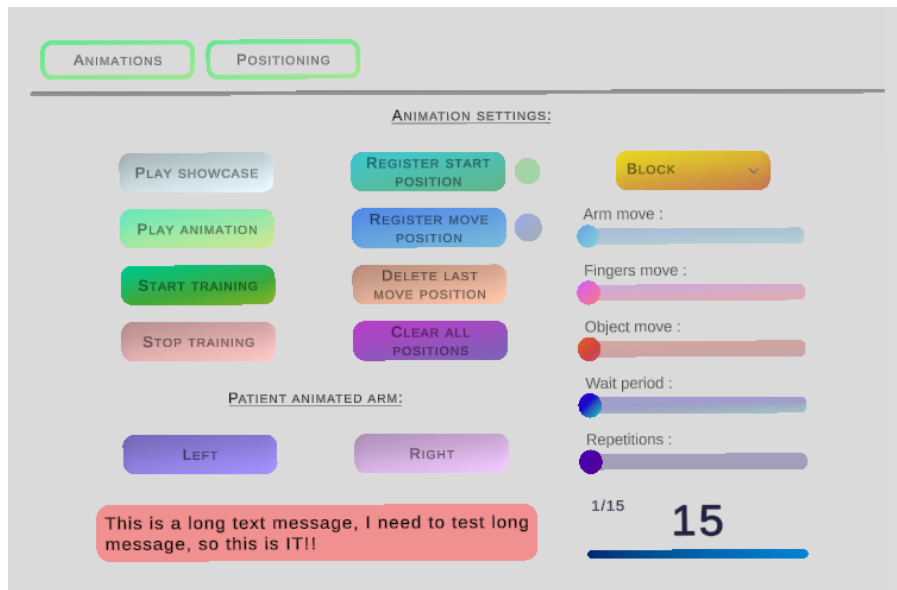 Animations
Positioning
Animation settings:
Play showcase
Register start
position
Block
Arm move :
Play animation
Register move
position
Fingers move :
Start training
Delete last
move position
Object move :
Stop training
Clear all
positions
Wait period :
Patient animated arm:
Repetitions :
Left
Right
1/15
15
This is a long text message, I need to test long
message, so this is IT!!